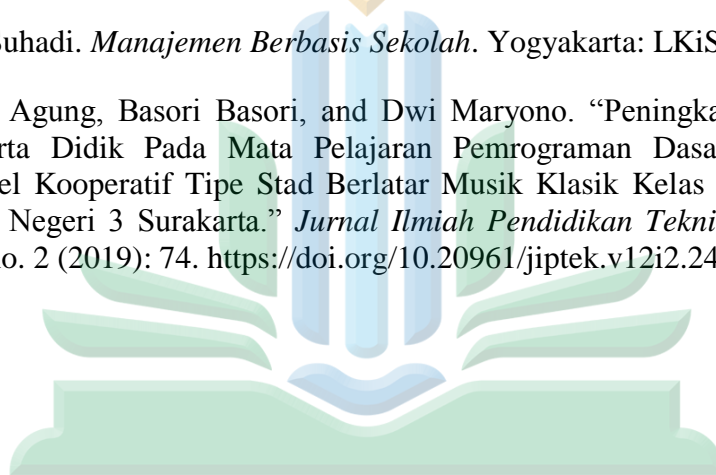 uhadi. Manajemen Berbasis Sekolah. Yogyakarta: LKiS
Agung, Basori Basori, and Dwi Maryono. “Peningka
rta Didik Pada Mata Pelajaran Pemrograman Dasa
el Kooperatif Tipe Stad Berlatar Musik Klasik Kelas
Negeri 3 Surakarta.” Jurnal Ilmiah Pendidikan Tekni
no. 2 (2019): 74. https://doi.org/10.20961/jiptek.v12i2.24